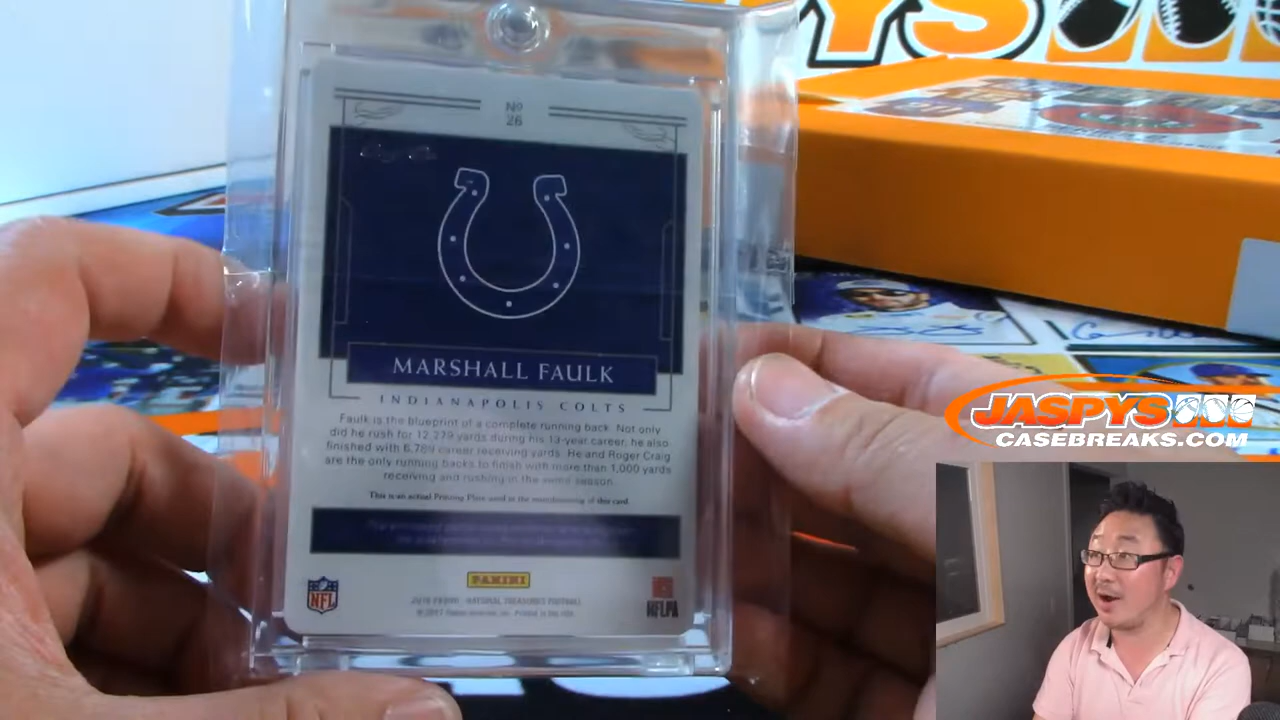 JASPYS
Nº
26
MARSHALL FAULK
INDIANAPOLIS COLTS
Faulk is the blueprint of a complete running back. Not only
did he rush for 12,279 yards during his 13-year career, he also
finished with 6,789 career receiving yards. He and Roger Craig
are the only running backs to finish with more than 1,000 yards
receiving and rushing in the same season.
This is an actual Printing Plate used in the manufacturing of this card.
PANINI
NFL
NFLPA
JASPYS
CASEBREAKS.COM